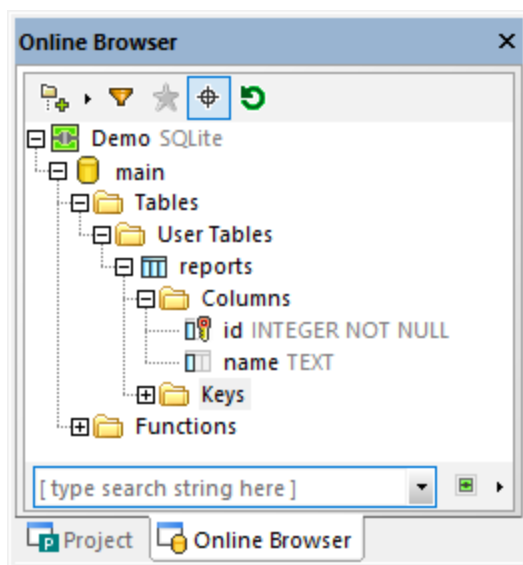 Online Browser
Demo SQLite
main
Tables
User Tables
reports
Columns
id INTEGER NOT NULL
name TEXT
Keys
Functions
[ type search string here ]
P Project Online Browser